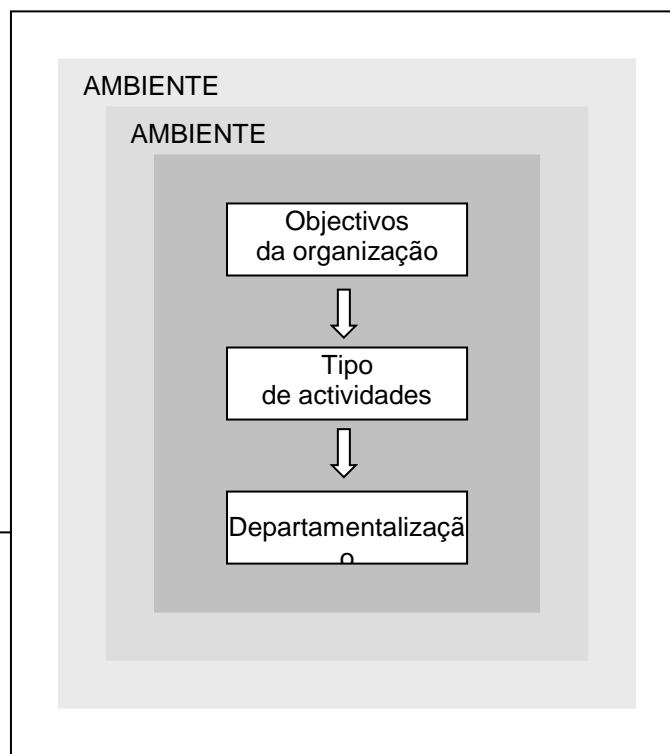 AMBIENTE
AMBIENTE
Objectivos
da organização
Tipo
de actividades
Departamentalizaçã
o